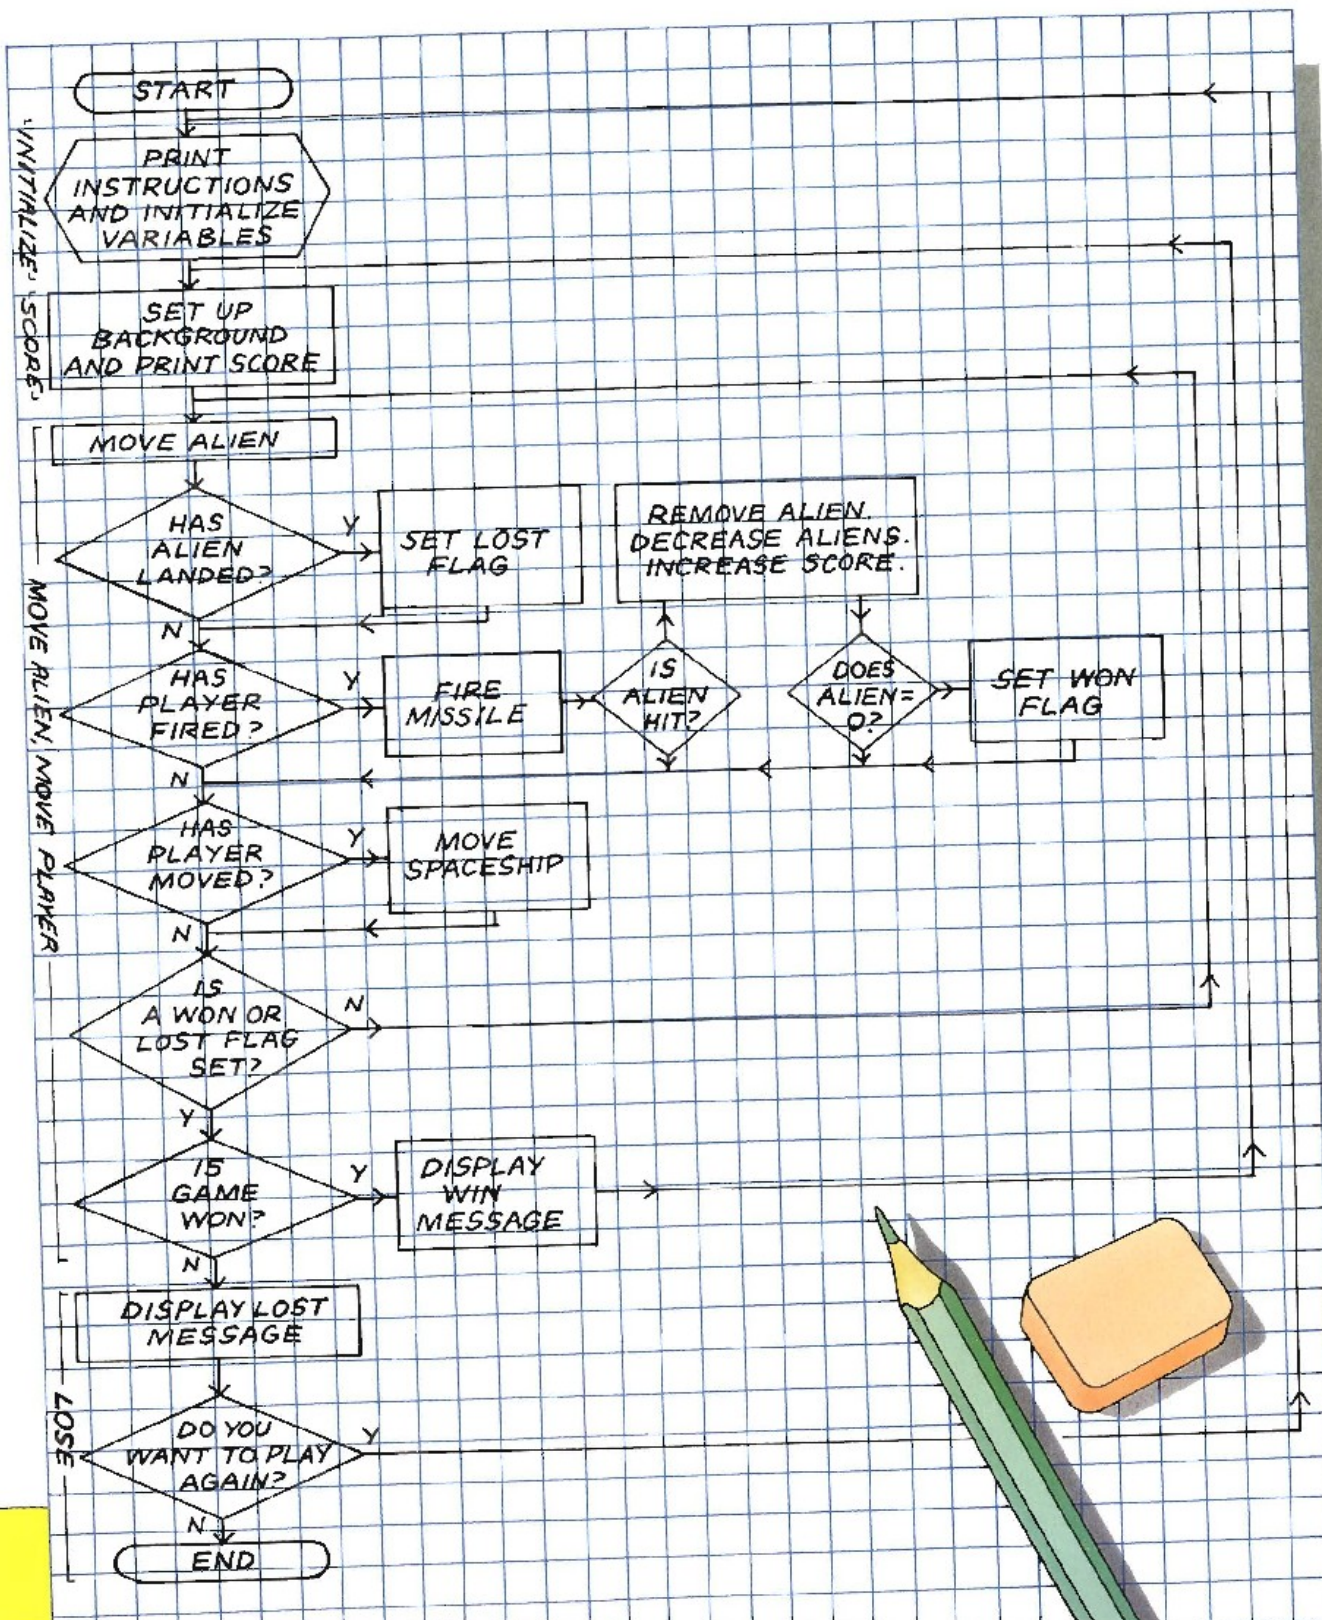 START
PRINT
INSTRUCTIONS
AND INITIALIZE
VARIABLES
'INITIALIZE' 'SCORE'
SET UP
BACKGROUND
AND PRINT SCORE
MOVE ALIEN
HAS
ALIEN
LANDED?
Y
SET LOST
FLAG
REMOVE ALIEN.
DECREASE ALIENS.
INCREASE SCORE.
N
MOVE ALIEN, MOVE PLAYER
HAS
PLAYER
FIRED?
Y
FIRE
MISSILE
IS
ALIEN
HIT?
DOES
ALIEN=
0?
SET WON
FLAG
N
HAS
PLAYER
MOVED?
Y
MOVE
SPACESHIP
N
IS
A WON OR
LOST FLAG
SET?
N
Y
IS
GAME
WON?
Y
DISPLAY
WIN
MESSAGE
N
DISPLAY LOST
MESSAGE
LOSE
DO YOU
WANT TO PLAY
AGAIN?
Y
N
END